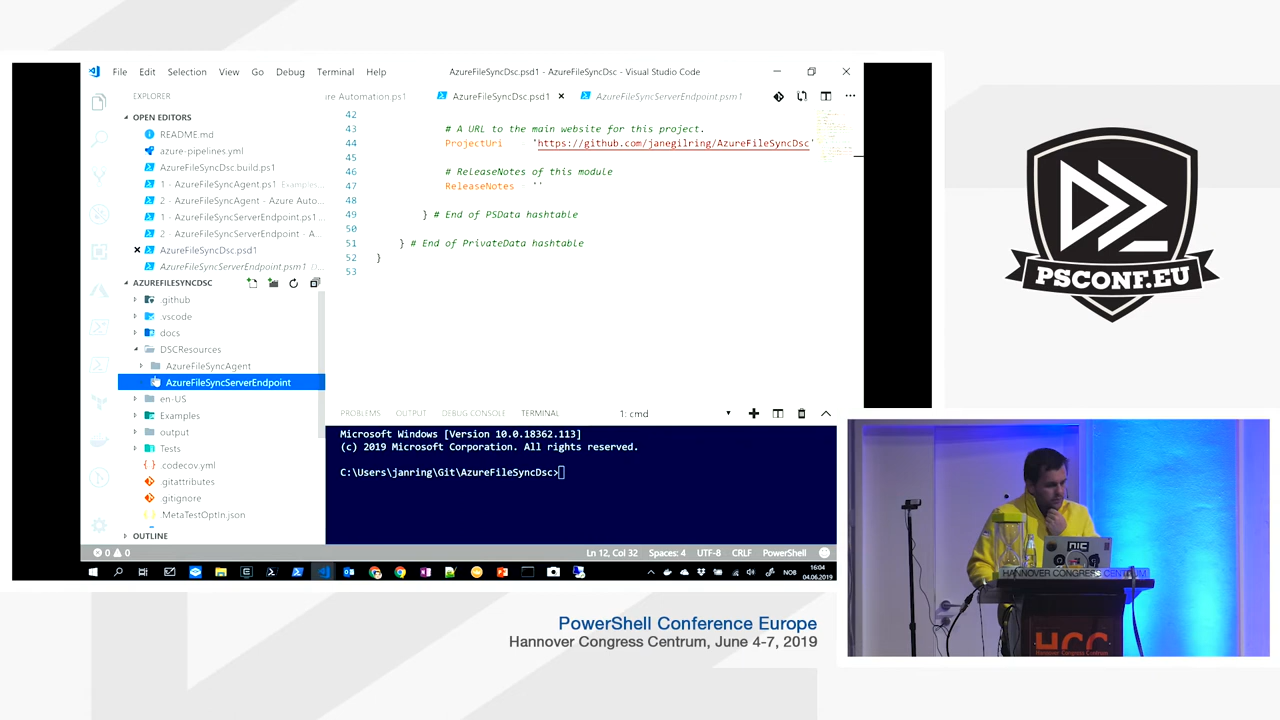 File Edit Selection View Go Debug Terminal Help
AzureFileSyncDsc.psd1 - AzureFileSyncDsc - Visual Studio Code
EXPLORER
re Automation.ps1
AzureFileSyncDsc.psd1
AzureFileSyncServerEndpoint.psm1
OPEN EDITORS
README.md
azure-pipelines.yml
AzureFileSyncDsc.build.ps1
1 - AzureFileSyncAgent.ps1 Examples...
2 - AzureFileSyncAgent - Azure Auto...
1 - AzureFileSyncServerEndpoint.ps1...
2 - AzureFileSyncServerEndpoint - A...
AzureFileSyncDsc.psd1
AzureFileSyncServerEndpoint.psm1 D...
AZUREFILESYNCDSC
.github
.vscode
docs
DSCResources
AzureFileSyncAgent
AzureFileSyncServerEndpoint
en-US
Examples
output
Tests
.codecov.yml
.gitattributes
.gitignore
MetaTestOptIn.json
OUTLINE
42
43 # A URL to the main website for this project.
44 ProjectUri = 'https://github.com/janegilring/AzureFileSyncDsc'
45
46 # ReleaseNotes of this module
47 ReleaseNotes = ''
48
49 } # End of PSData hashtable
50
51 } # End of PrivateData hashtable
52 }
53
PROBLEMS OUTPUT DEBUG CONSOLE TERMINAL 1: cmd
Microsoft Windows [Version 10.0.18362.113]
(c) 2019 Microsoft Corporation. All rights reserved.
C:\Users\janring\Git\AzureFileSyncDsc>
0 0 Ln 12, Col 32 Spaces: 4 UTF-8 CRLF PowerShell
NOB
16:04
04.06.2019
PSCONF.EU
NIC
HANNOVER CONGRESS CENTRUM
HCC
Hannover Congress Centrum
PowerShell Conference Europe
Hannover Congress Centrum, June 4-7, 2019